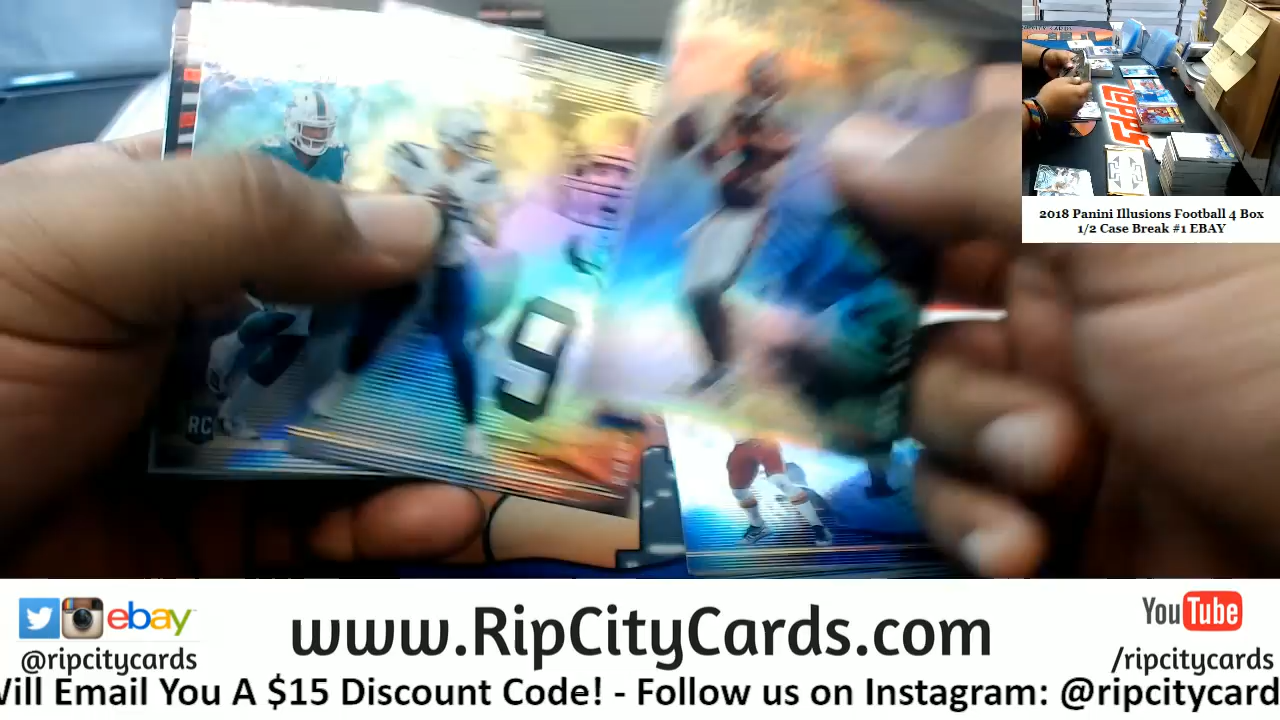 2018 Panini Illusions Football 4 Box
1/2 Case Break #1 EBAY
RC
9
ebay
@ripcitycards
www.RipCityCards.com
YouTube
/ripcitycards
Will Email You A $15 Discount Code! - Follow us on Instagram: @ripcitycard